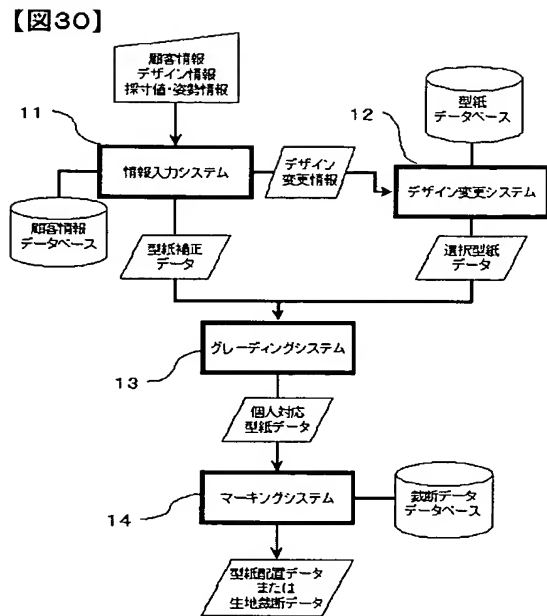 【図30】
顧客情報
デザイン情報
採寸値・姿勢情報
11
情報入力システム
顧客情報
データベース
デザイン
変更情報
12
型紙
データベース
デザイン変更システム
型紙補正
データ
選択型紙
データ
グレーディングシステム
13
個人対応
型紙データ
マーキングシステム
14
裁断データ
データベース
型紙配置データ
または
生地裁断データ